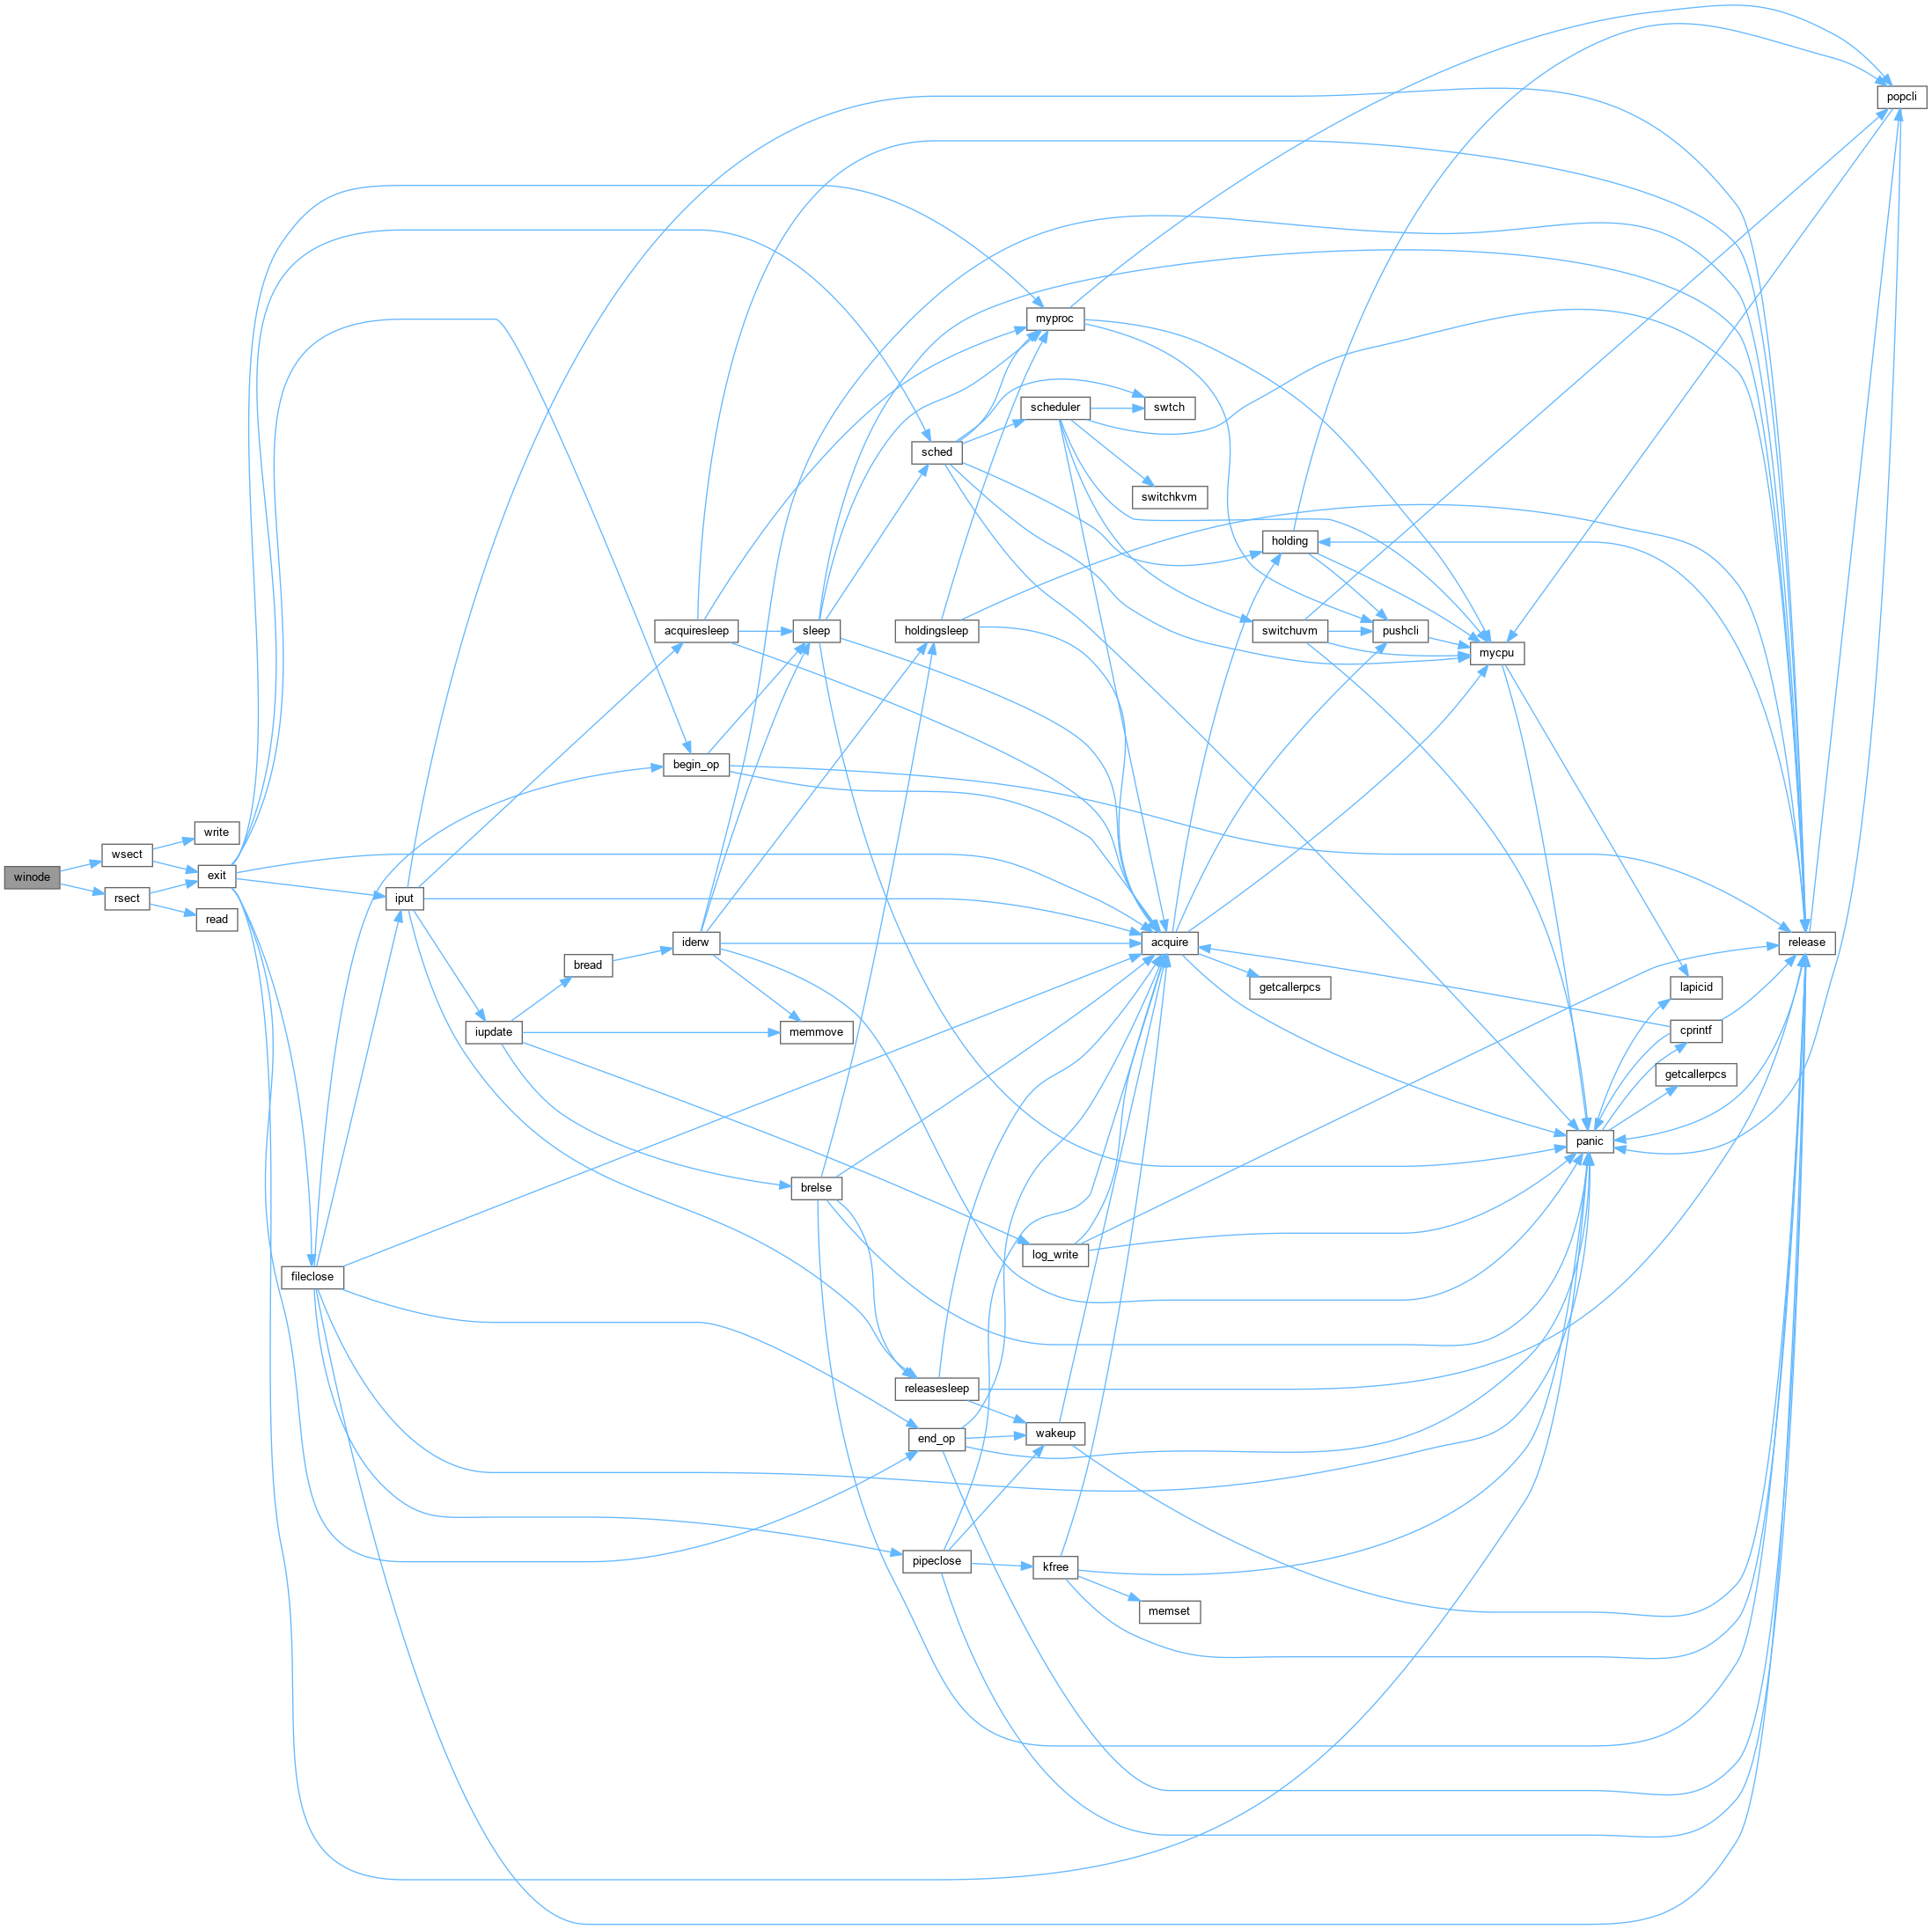 popcli
myproc
scheduler
swtch
sched
switchkvm
holding
acquiresleep
sleep
holdingsleep
switchuvm
pushcli
mycpu
begin_op
write
wsect
winode
exit
rsect
iput
read
iderw
acquire
release
bread
getcallerpcs
lapicid
iupdate
memmove
cprintf
getcallerpcs
panic
brelse
log_write
fileclose
releasesleep
wakeup
end_op
pipeclose
kfree
memset